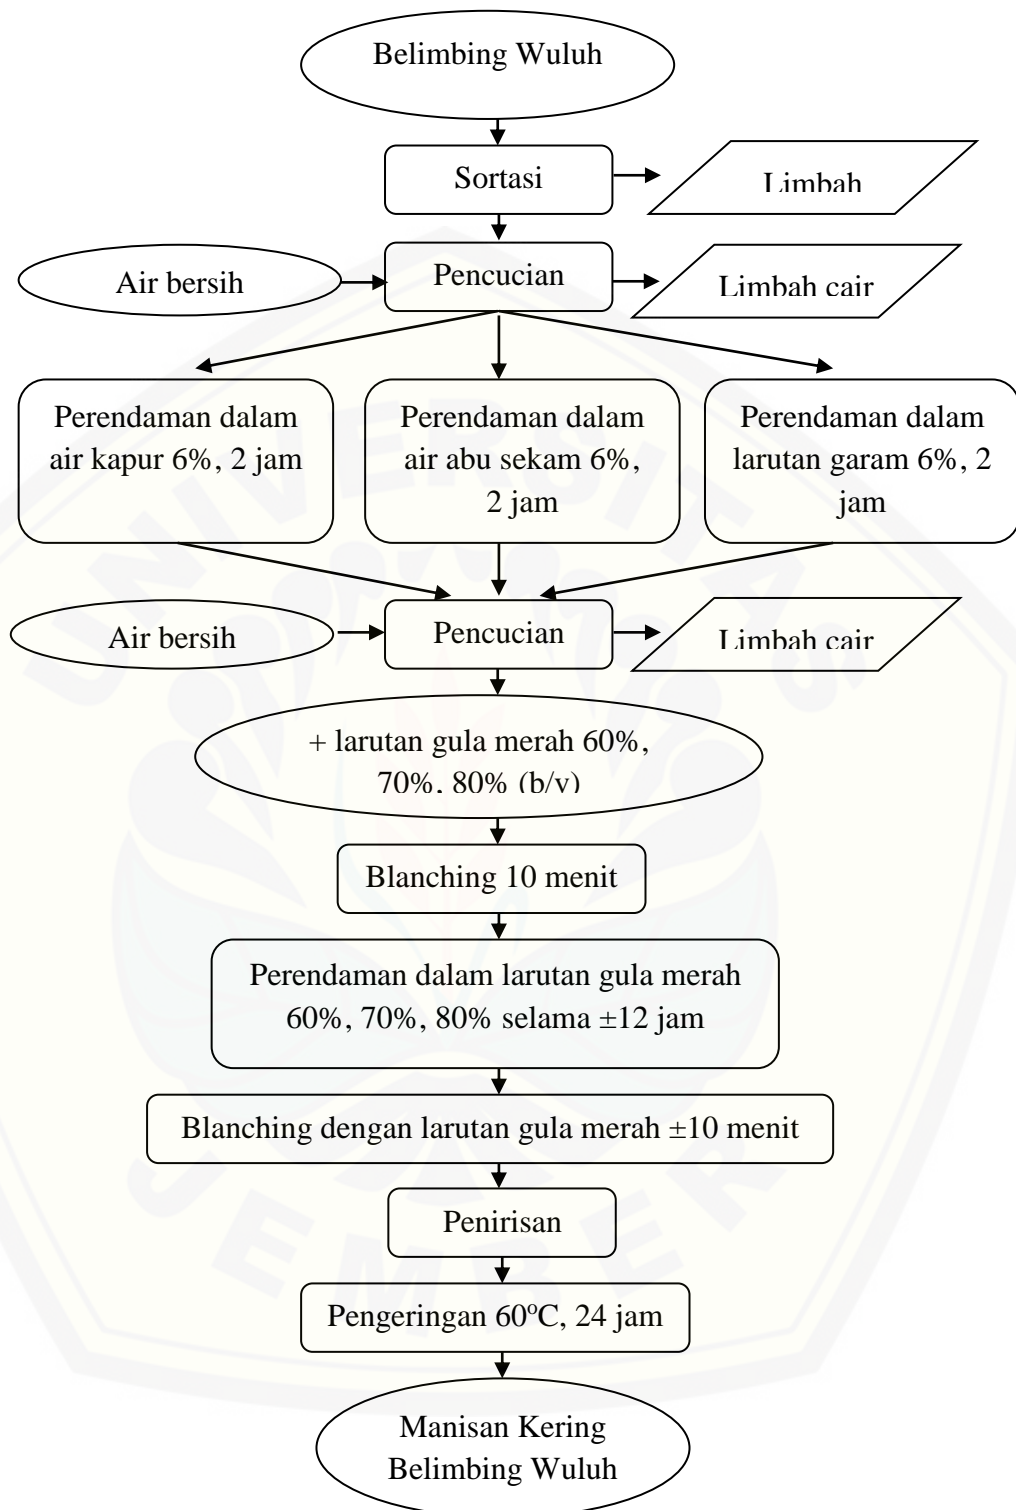 Belimbing Wuluh
Sortasi
Limbah
Air bersih
Pencucian
Limbah cair
Perendaman dalam
air kapur 6%, 2 jam
Perendaman dalam
air abu sekam 6%,
2 jam
Perendaman dalam
larutan garam 6%, 2
jam
Air bersih
Pencucian
Limbah cair
+ larutan gula merah 60%,
70%, 80% (b/v)
Blanching 10 menit
Perendaman dalam larutan gula merah
60%, 70%, 80% selama ±12 jam
Blanching dengan larutan gula merah ±10 menit
Penirisan
Pengeringan 60°C, 24 jam
Manisan Kering
Belimbing Wuluh
UNIVERSITAS
JEMBER